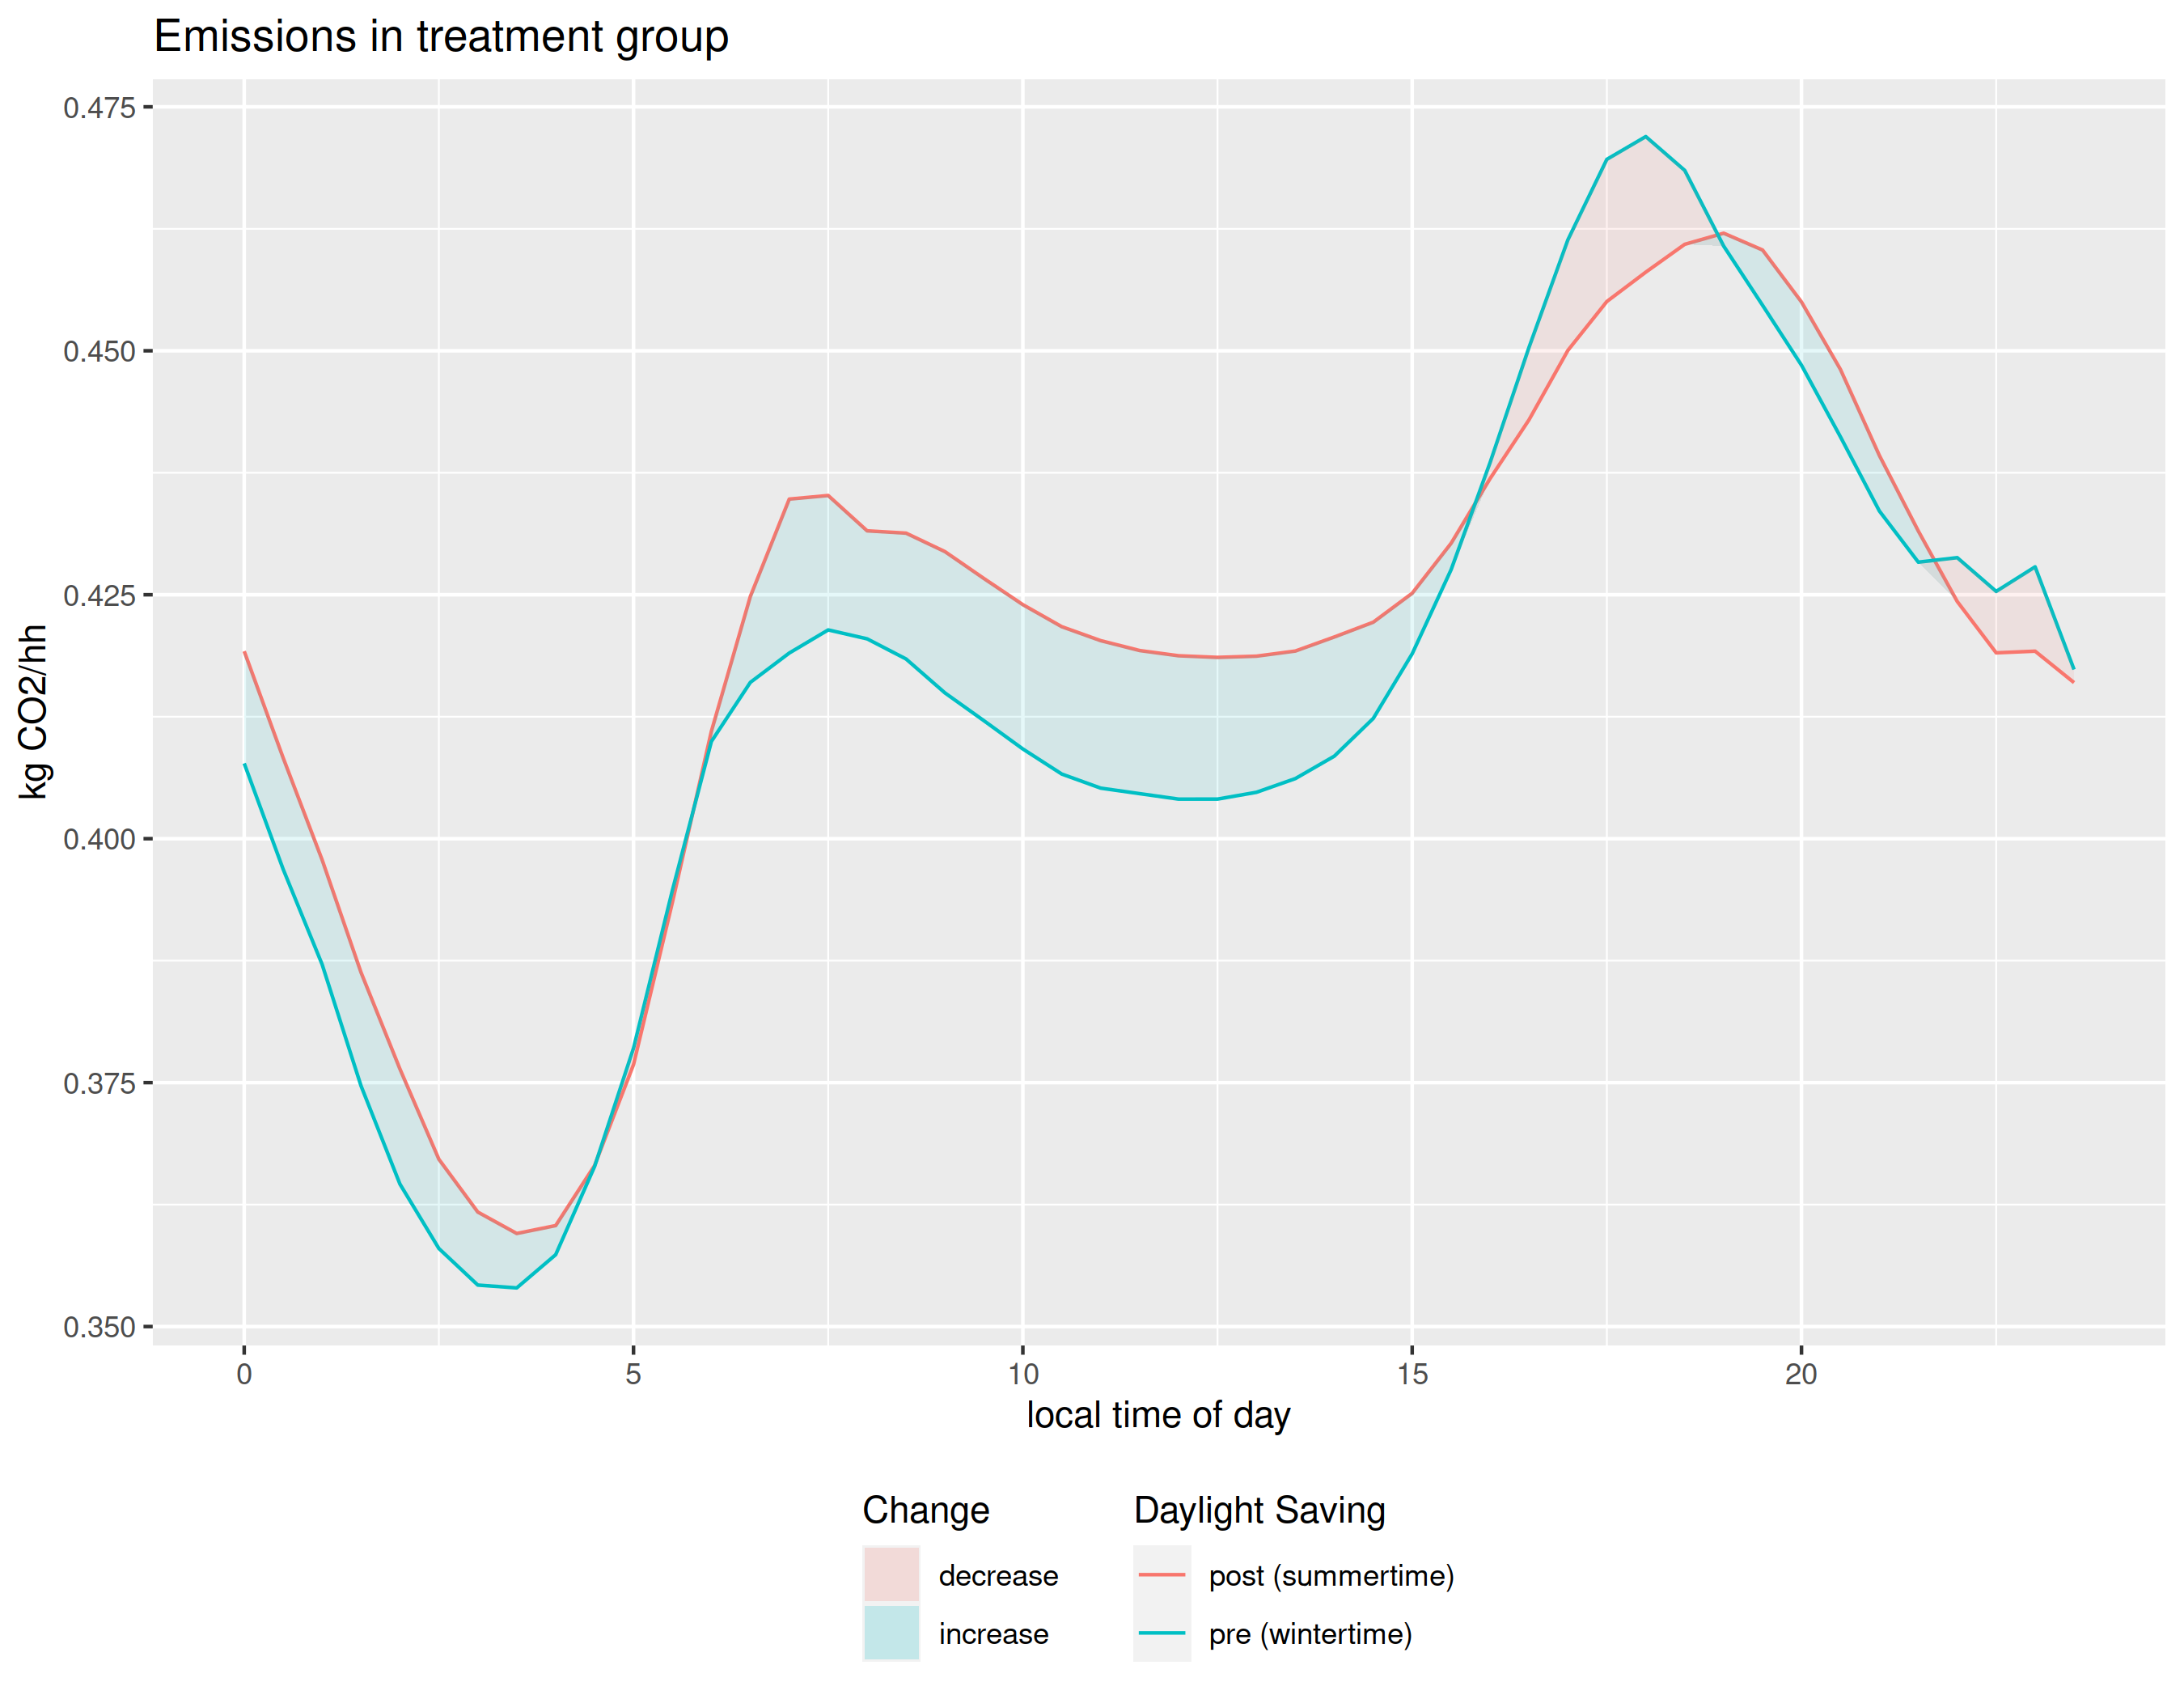 Emissions in treatment group
0.475
0.450
0.425
0.400
0.375
0.350
kg CO2/hh
0 5 10 15 20
local time of day
Change Daylight Saving
decrease post (summertime)
increase pre (wintertime)